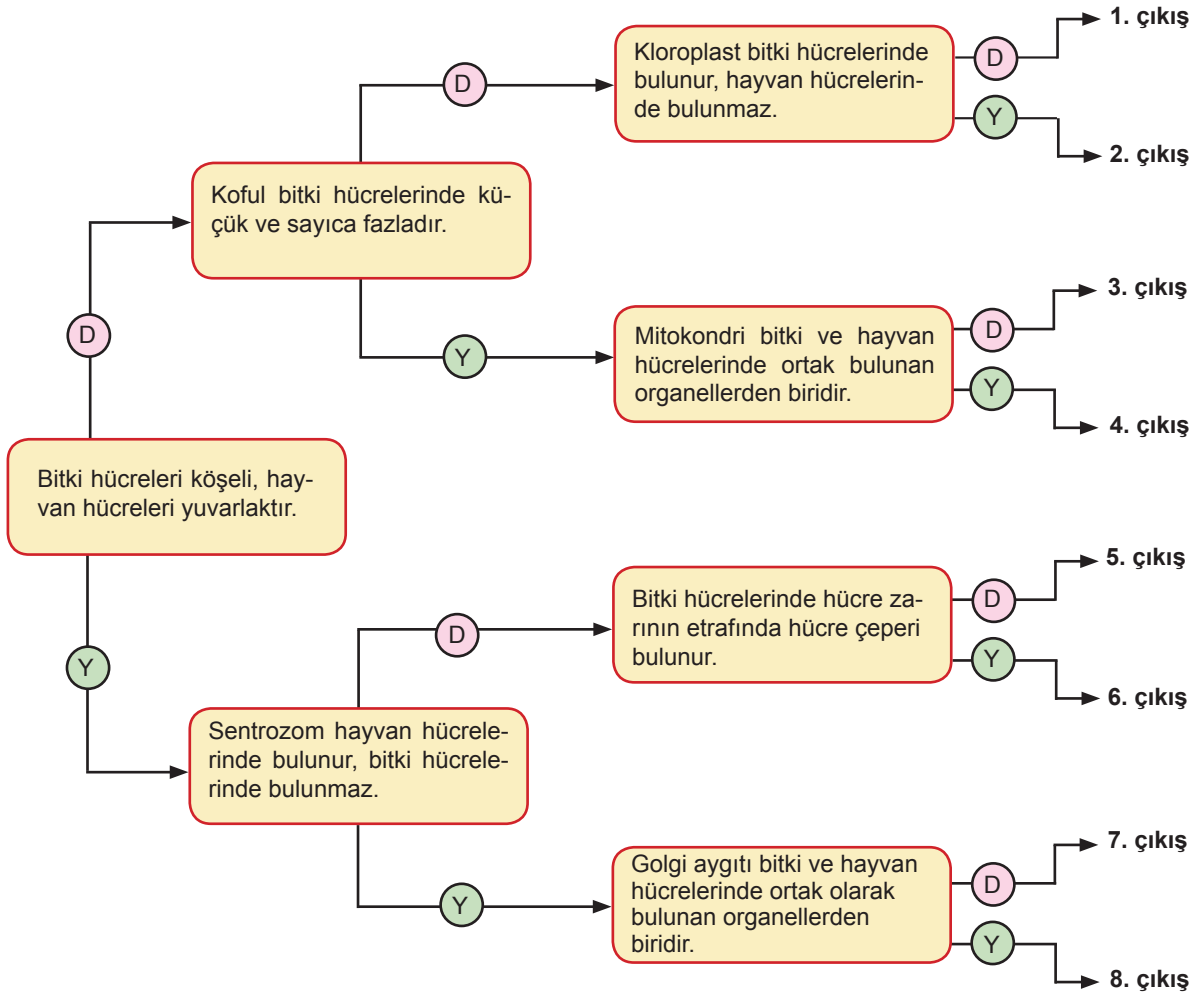 Bitki hücreleri köşeli, hay-
van hücreleri yuvarlaktır.
D
Koful bitki hücrelerinde kü-
çük ve sayıca fazladır.
D
Kloroplast bitki hücrelerinde
bulunur, hayvan hücrelerin-
de bulunmaz.
D
1. çıkış
Y
2. çıkış
Y
Mitokondri bitki ve hayvan
hücrelerinde ortak bulunan
organellerden biridir.
D
3. çıkış
Y
4. çıkış
Y
Sentrozom hayvan hücrele-
rinde bulunur, bitki hücrele-
rinde bulunmaz.
D
Bitki hücrelerinde hücre za-
rının etrafında hücre çeperi
bulunur.
D
5. çıkış
Y
6. çıkış
Y
Golgi aygıtı bitki ve hayvan
hücrelerinde ortak olarak
bulunan organellerden
biridir.
D
7. çıkış
Y
8. çıkış